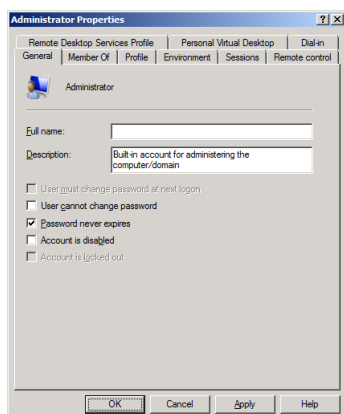 Administrator Properties
Remote Desktop Services Profile Personal Virtual Desktop Dial-in
General Member Of Profile Environment Sessions Remote control
Administrator
Full name:
Description: Built-in account for administering the
computer/domain
User must change password at next logon
User cannot change password
Password never expires
Account is disabled
Account is locked out
OK Cancel Apply Help